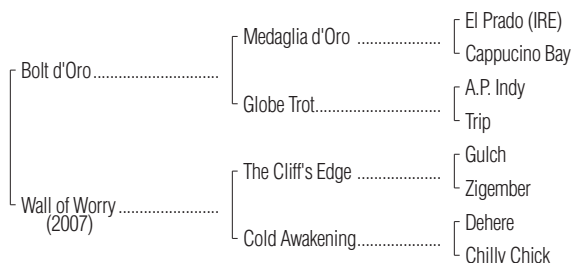 El Prado (IRE)
Medaglia d'Oro ....................
Cappucino Bay
Bolt d'Oro..............................
A.P. Indy
Globe Trot..............................
Trip
Gulch
The Cliff's Edge ....................
Zigember
Wall of Worry ........................
(2007)
Dehere
Cold Awakening....................
Chilly Chick